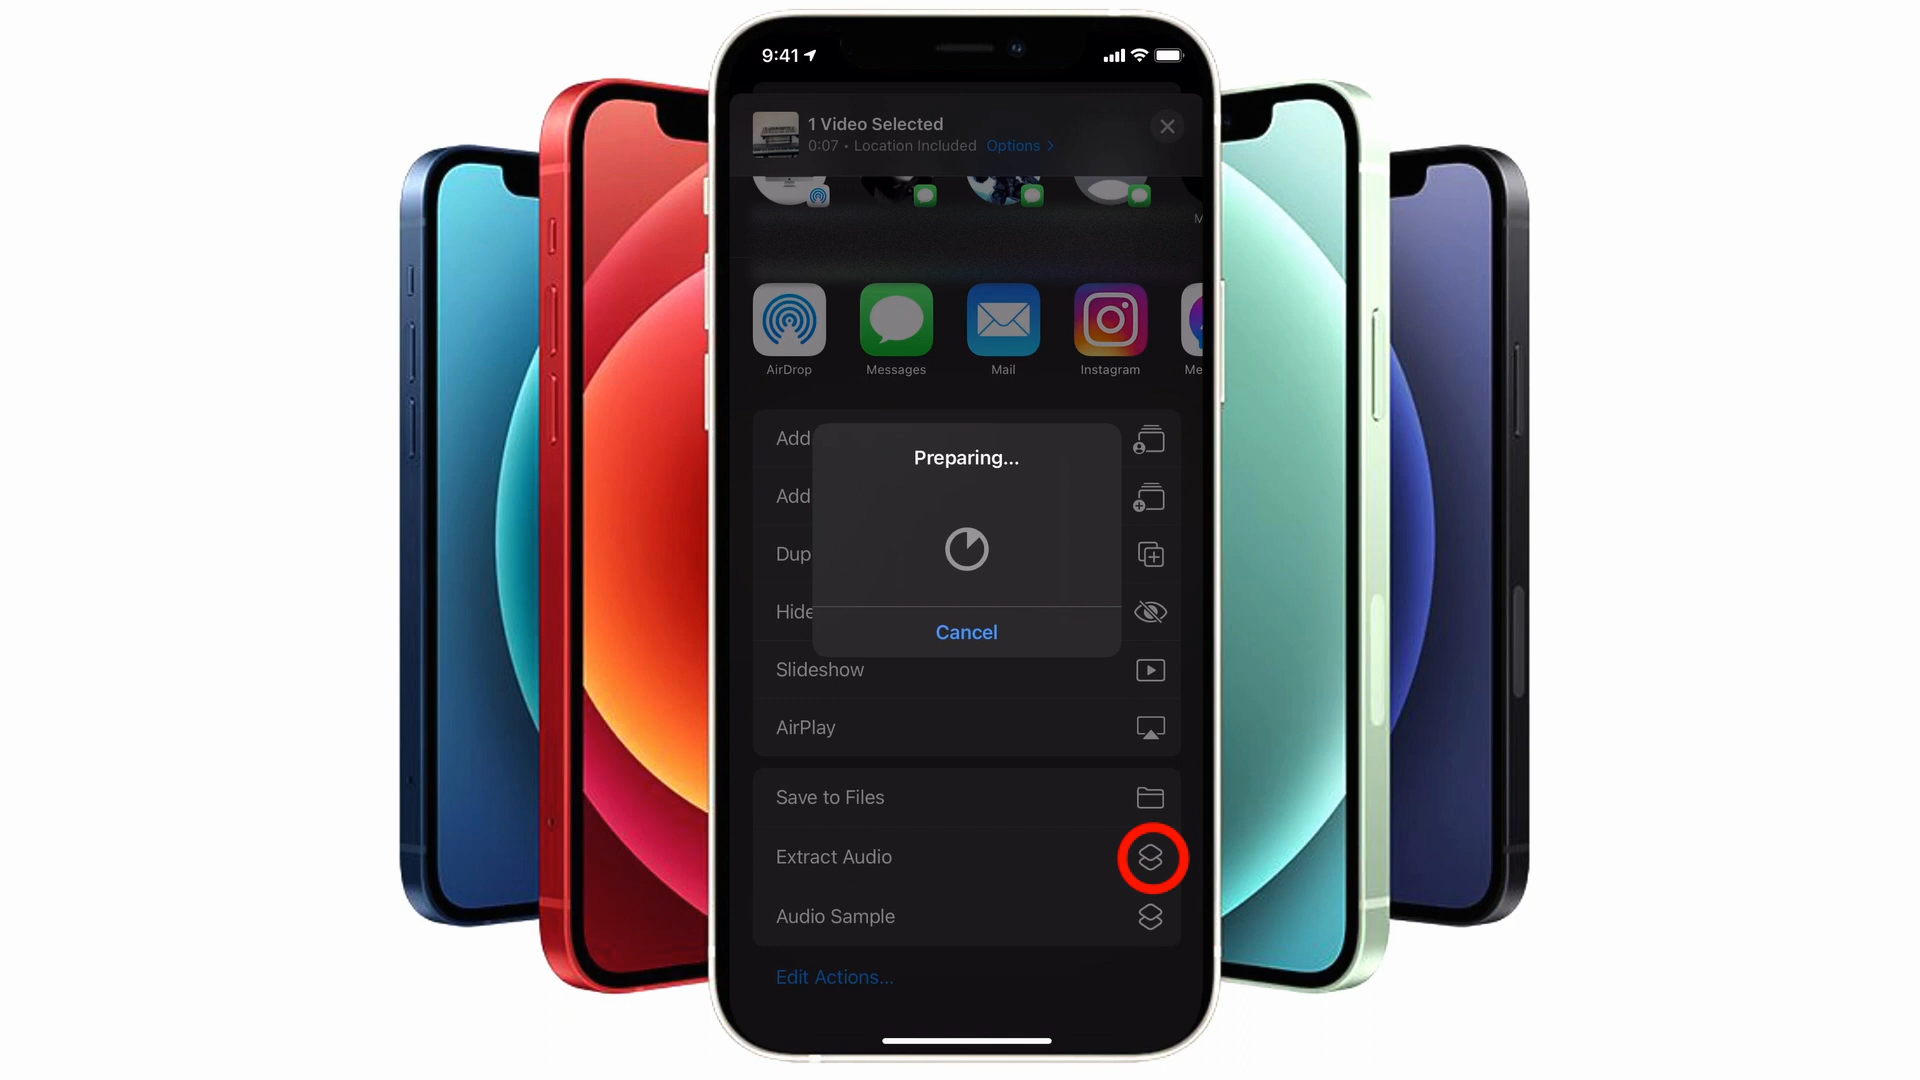 9:41
1 Video Selected
0:07 • Location Included Options >
M
AirDrop
Messages
Mail
Instagram
Me
Preparing...
Cancel
Add
Add
Dup
Hide
Slideshow
AirPlay
Save to Files
Extract Audio
Audio Sample
Edit Actions...